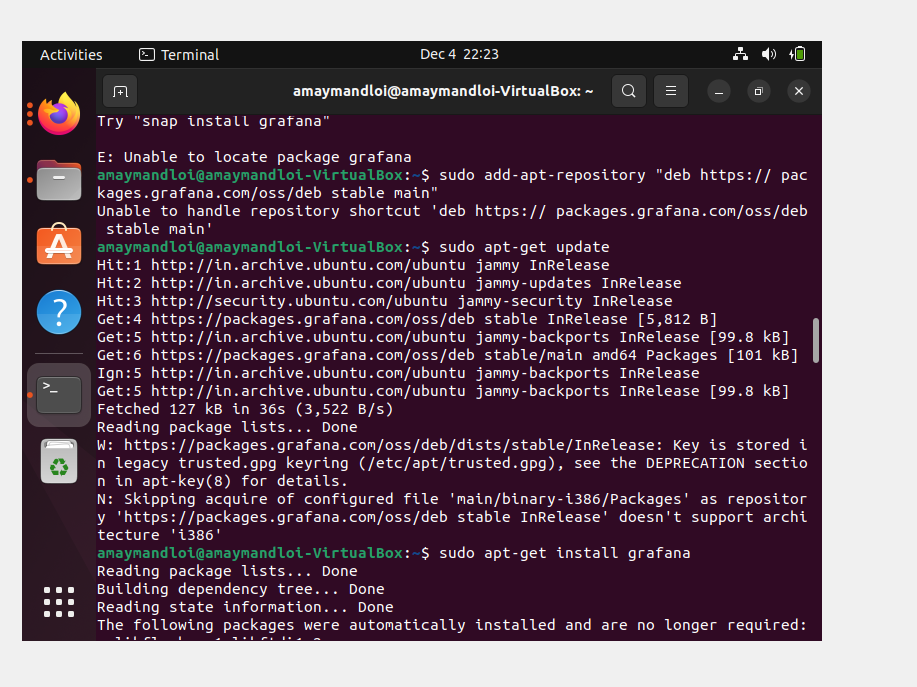 Activities
Terminal
Dec 4 22:23
amaymandloi@amaymandloi-VirtualBox: ~
Try "snap install grafana"
E: Unable to locate package grafana
amaymandloi@amaymandloi-VirtualBox:~$ sudo add-apt-repository "deb https:// pac
kages.grafana.com/oss/deb stable main"
Unable to handle repository shortcut 'deb https:// packages.grafana.com/oss/deb
 stable main'
amaymandloi@amaymandloi-VirtualBox:~$ sudo apt-get update
Hit:1 http://in.archive.ubuntu.com/ubuntu jammy InRelease
Hit:2 http://in.archive.ubuntu.com/ubuntu jammy-updates InRelease
Hit:3 http://security.ubuntu.com/ubuntu jammy-security InRelease
Get:4 https://packages.grafana.com/oss/deb stable InRelease [5,812 B]
Get:5 http://in.archive.ubuntu.com/ubuntu jammy-backports InRelease [99.8 kB]
Get:6 https://packages.grafana.com/oss/deb stable/main amd64 Packages [101 kB]
Ign:5 http://in.archive.ubuntu.com/ubuntu jammy-backports InRelease
Get:5 http://in.archive.ubuntu.com/ubuntu jammy-backports InRelease [99.8 kB]
Fetched 127 kB in 36s (3,522 B/s)
Reading package lists... Done
W: https://packages.grafana.com/oss/deb/dists/stable/InRelease: Key is stored i
n legacy trusted.gpg keyring (/etc/apt/trusted.gpg), see the DEPRECATION sectio
n in apt-key(8) for details.
N: Skipping acquire of configured file 'main/binary-i386/Packages' as repositor
y 'https://packages.grafana.com/oss/deb stable InRelease' doesn't support archi
tecture 'i386'
amaymandloi@amaymandloi-VirtualBox:~$ sudo apt-get install grafana
Reading package lists... Done
Building dependency tree... Done
Reading state information... Done
The following packages were automatically installed and are no longer required: